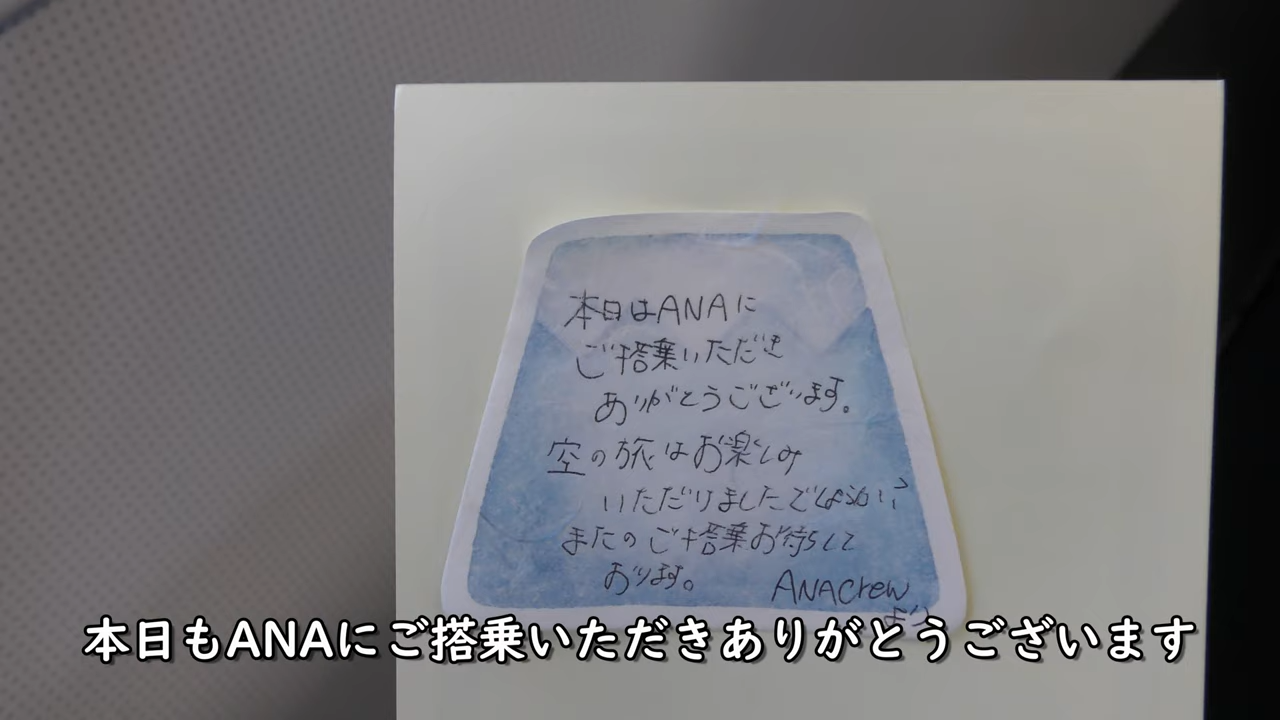 本日はANAに
ご搭乗いただき
ありがとうございます。
空の旅はお楽しみ
いただけましたでしょうか?
またのご搭乗お待ちして
おります。
ANACrew
より
本日もANAにご搭乗いただきありがとうございます